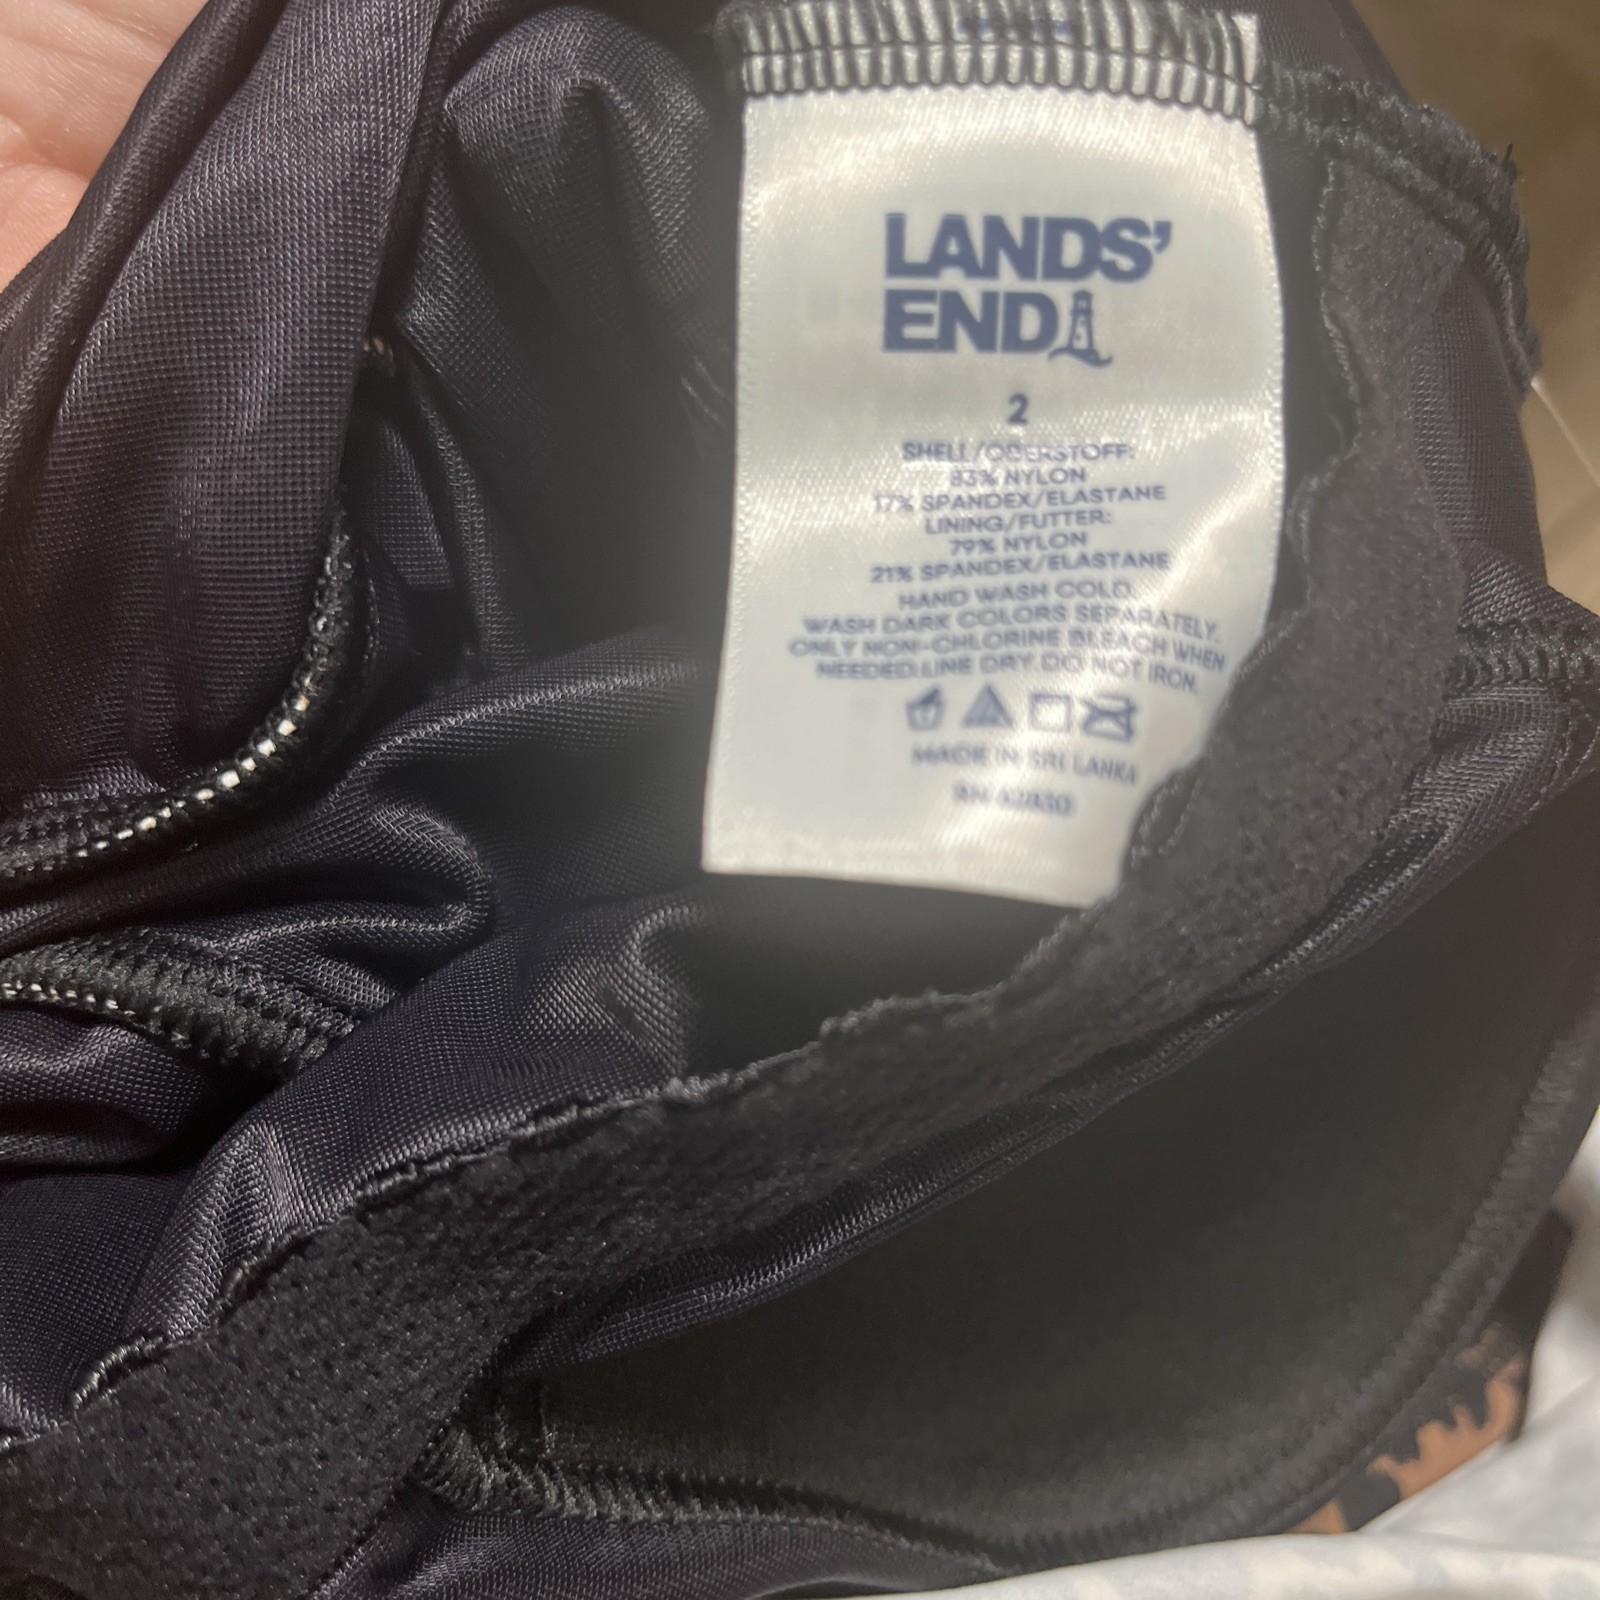 LANDS'
END
2
SHELL/OBERSTOFF:
83% NYLON
17% SPANDEX/ELASTANE
LINING/FUTTER:
79% NYLON
21% SPANDEX/ELASTANE
HAND WASH COLD.
WASH DARK COLORS SEPARATELY.
ONLY NON-CHLORINE BLEACH WHEN
NEEDED.LINE DRY.DO NOT IRON.
MADE IN SRI LANKA
RN